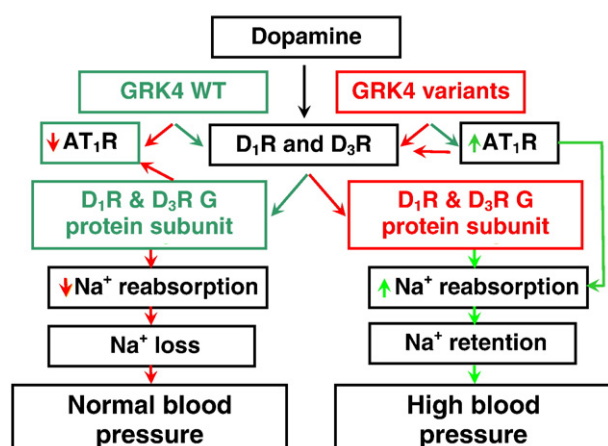 Dopamine
GRK4 WT
GRK4 variants
↓AT₁R
D₁R and D₃R
↑AT₁R
D₁R & D₃R G
protein subunit
D₁R & D₃R G
protein subunit
↓Na⁺ reabsorption
↑Na⁺ reabsorption
Na⁺ loss
Na⁺ retention
Normal blood
pressure
High blood
pressure